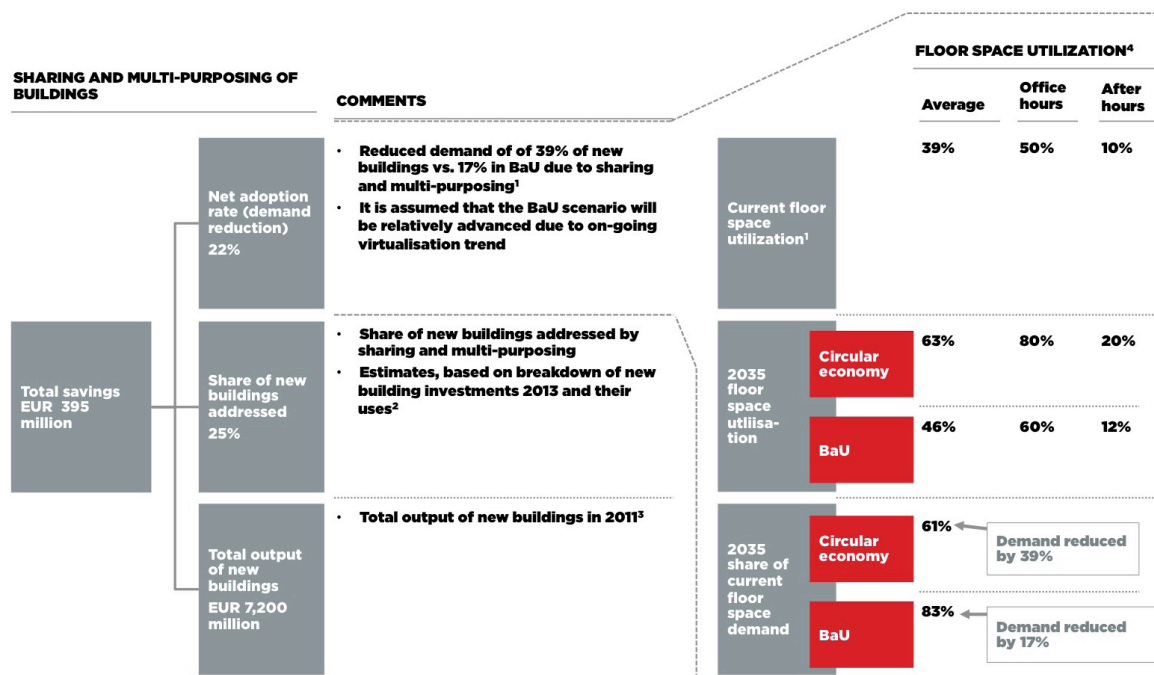 SHARING AND MULTI-PURPOSING OF
BUILDINGS
COMMENTS
Total savings
EUR 395
million
Net adoption
rate (demand
reduction)
22%
• Reduced demand of of 39% of new
buildings vs. 17% in BaU due to sharing
and multi-purposing¹
• It is assumed that the BaU scenario will
be relatively advanced due to on-going
virtualisation trend
Share of new
buildings
addressed
25%
• Share of new buildings addressed by
sharing and multi-purposing
• Estimates, based on breakdown of new
building investments 2013 and their
uses²
Total output
of new
buildings
EUR 7,200
million
• Total output of new buildings in 2011³
FLOOR SPACE UTILIZATION⁴
Average
Office
hours
After
hours
Current floor
space
utilization¹
39% 50% 10%
2035
floor
space
utliisa-
tion
Circular
economy
63% 80% 20%
BaU
46% 60% 12%
2035
share of
current
floor
space
demand
Circular
economy
61%
Demand reduced
by 39%
BaU
83%
Demand reduced
by 17%